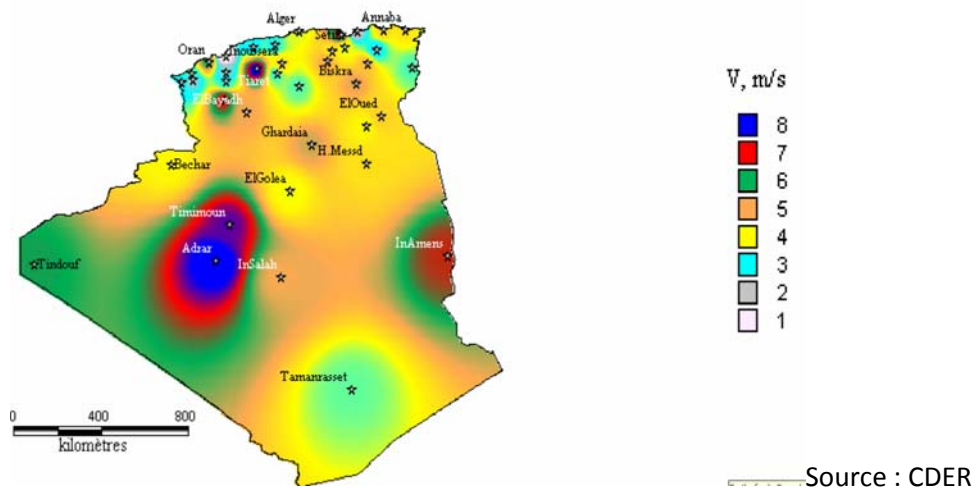 Alger
Annaba
Setif
Oran
Biskra
Tiaret
ElBayadh
ElOued
Ghardaia
H.Messd
Bechar
ElGolea
Timimoun
Adrar
InSalah
InAmens
Tindouf
Tamanrasset
0 400 800
kilomètres
V, m/s
8
7
6
5
4
3
2
1
Source : CDER